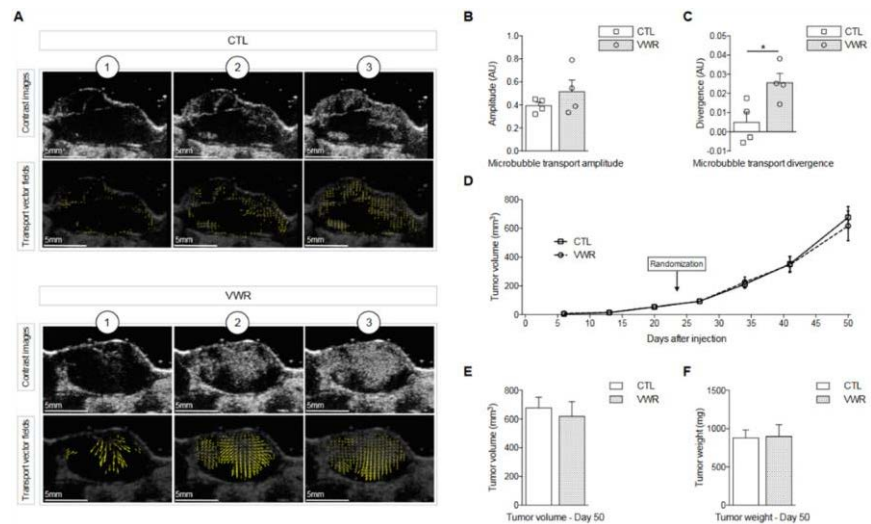 A
CTL
1
2
3
Contrast images
5mm
5mm
5mm
Transport vector fields
5mm
5mm
5mm
VWR
1
2
3
Contrast images
5mm
5mm
5mm
Transport vector fields
5mm
5mm
5mm
B
CTL
VWR
Amplitude (AU)
1.0
0.8
0.6
0.4
0.2
0.0
Microbubble transport amplitude
C
CTL
VWR
*
Divergence (AU)
0.05
0.04
0.03
0.02
0.01
0.00
-0.01
Microbubble transport divergence
D
Tumor volume (mm³)
800
600
400
200
0
CTL
VWR
Randomization
0 5 10 15 20 25 30 35 40 45 50
Days after injection
E
CTL
VWR
Tumor volume (mm³)
800
600
400
200
0
Tumor volume - Day 50
F
CTL
VWR
Tumor weight (mg)
1500
1000
500
0
Tumor weight - Day 50